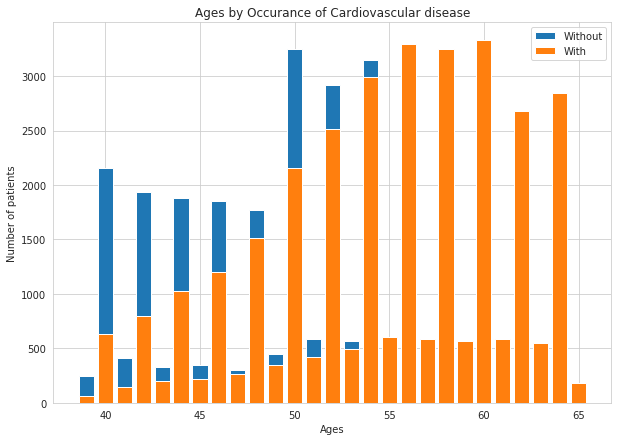 Ages by Occurance of Cardiovascular disease
Without
With
Number of patients
3000
2500
2000
1500
1000
500
0
40 45 50 55 60 65
Ages